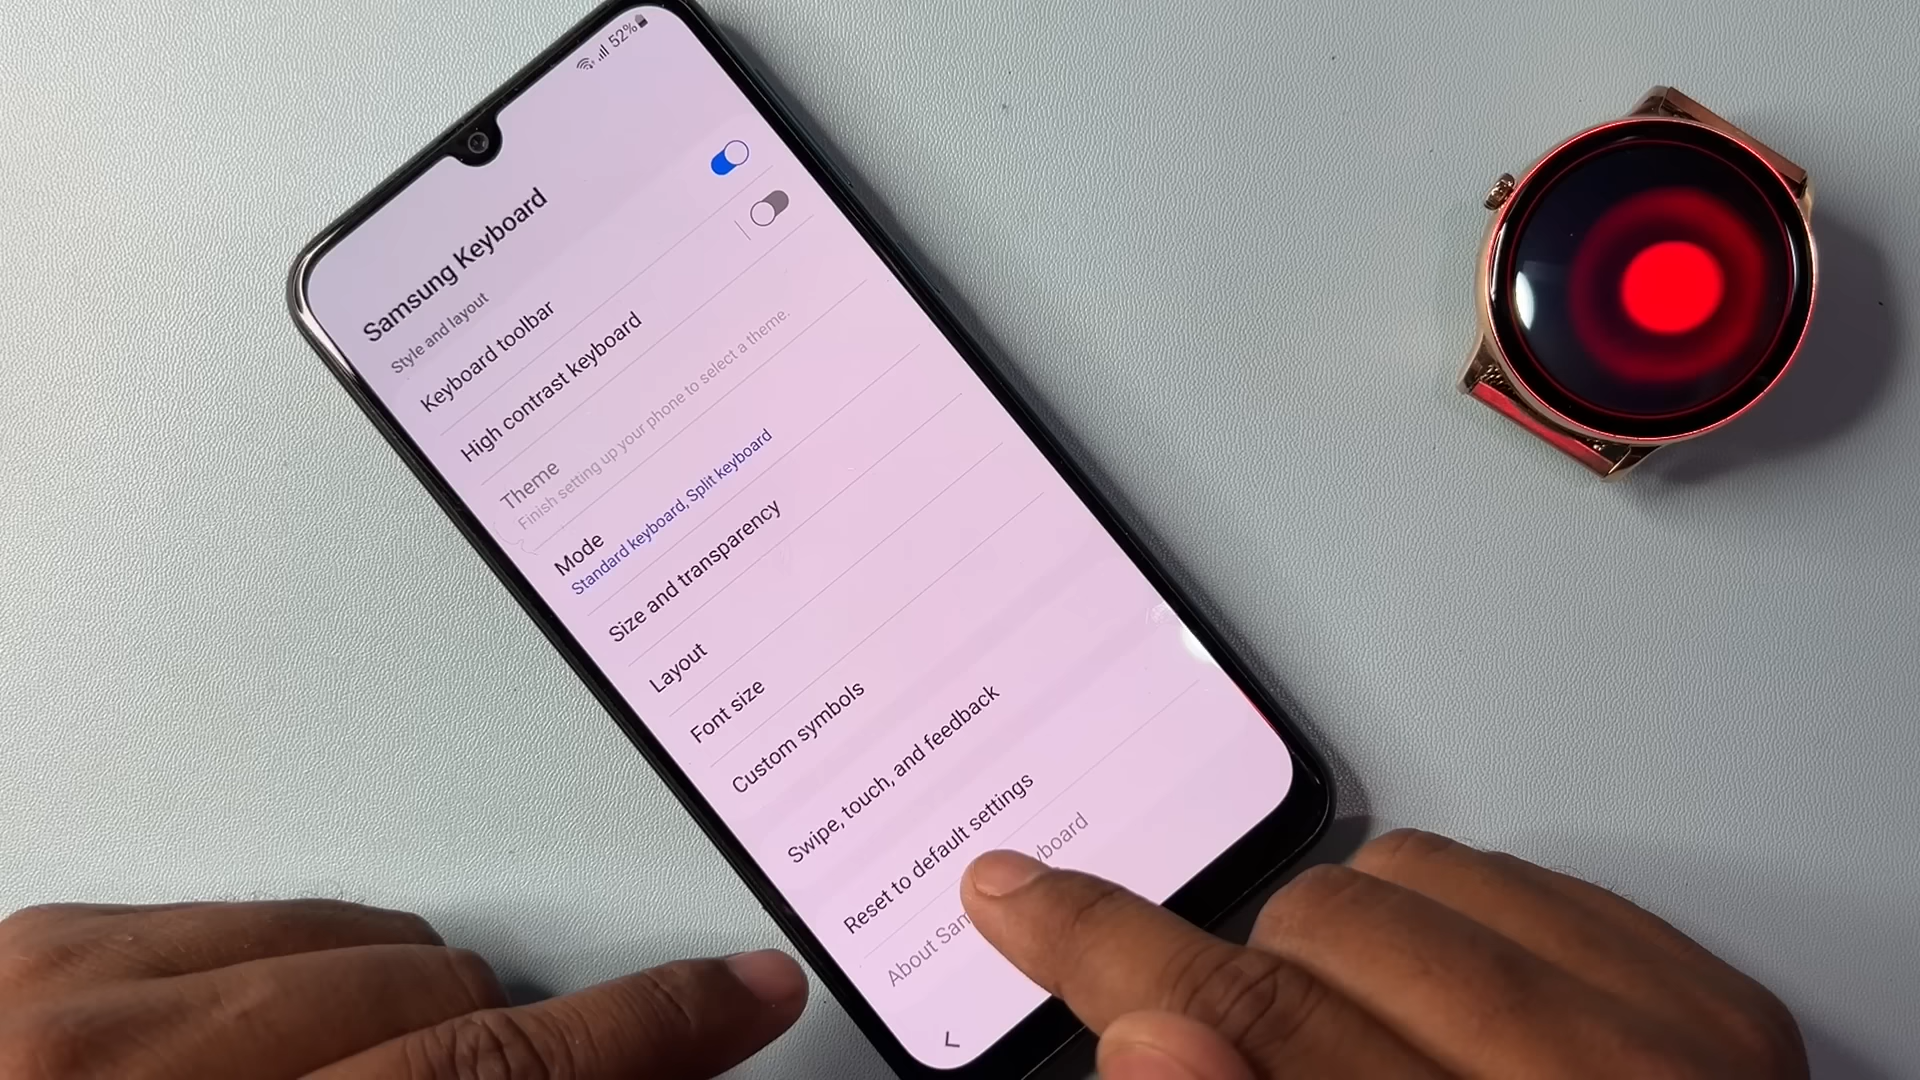 52%
Samsung Keyboard
Style and layout
Keyboard toolbar
High contrast keyboard
Theme
Finish setting up your phone to select a theme.
Mode
Standard keyboard, Split keyboard
Size and transparency
Layout
Font size
Custom symbols
Swipe, touch, and feedback
Reset to default settings
About